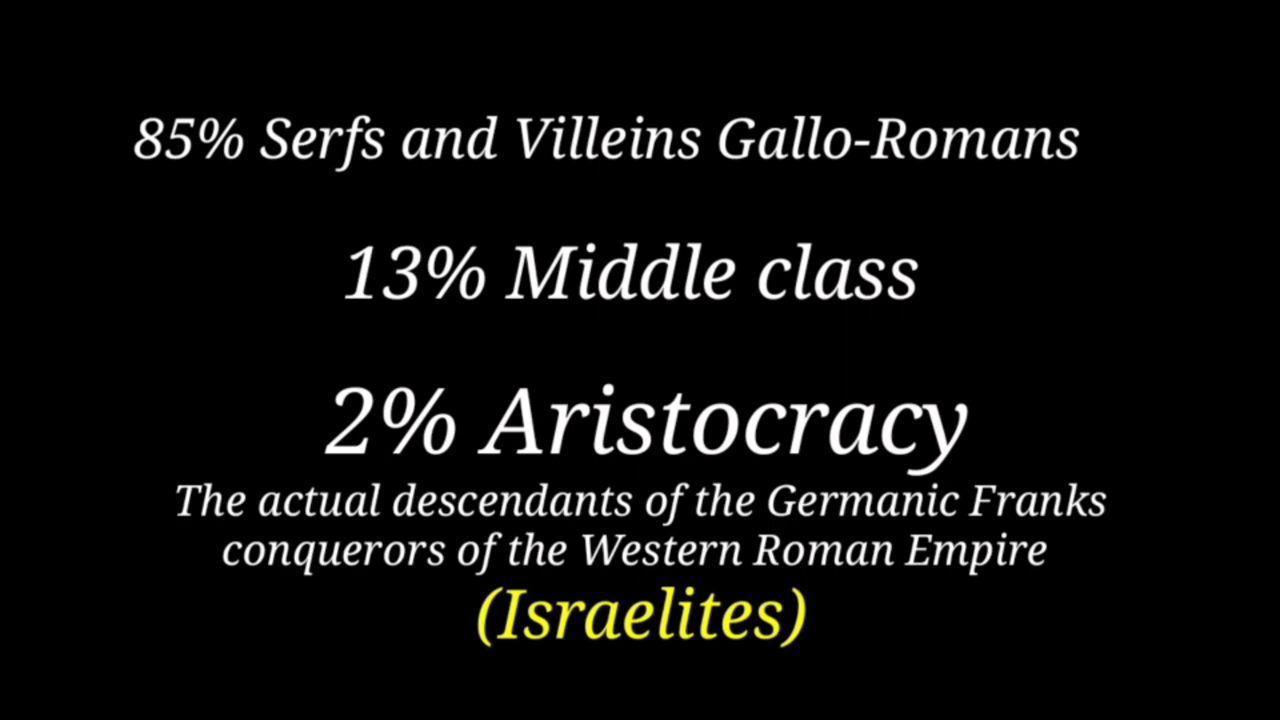 85% Serfs and Villeins Gallo-Romans
13% Middle class
2% Aristocracy
The actual descendants of the Germanic Franks
conquerors of the Western Roman Empire
(Israelites)